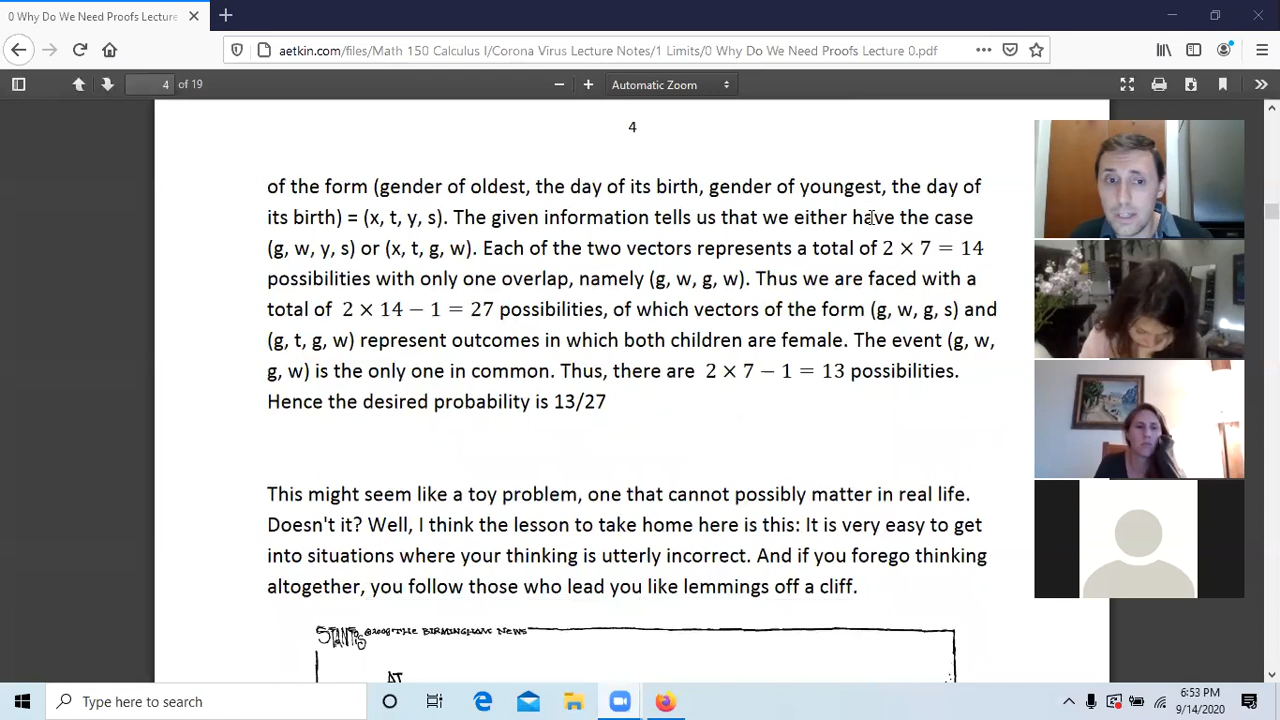 0 Why Do We Need Proofs Lecture
aetkin.com/files/Math 150 Calculus I/Corona Virus Lecture Notes/1 Limits/0 Why Do We Need Proofs Lecture 0.pdf
4 of 19
Automatic Zoom
4
of the form (gender of oldest, the day of its birth, gender of youngest, the day of
its birth) = (x, t, y, s). The given information tells us that we either have the case
(g, w, y, s) or (x, t, g, w). Each of the two vectors represents a total of 2 × 7 = 14
possibilities with only one overlap, namely (g, w, g, w). Thus we are faced with a
total of 2 × 14 − 1 = 27 possibilities, of which vectors of the form (g, w, g, s) and
(g, t, g, w) represent outcomes in which both children are female. The event (g, w,
g, w) is the only one in common. Thus, there are 2 × 7 − 1 = 13 possibilities.
Hence the desired probability is 13/27
This might seem like a toy problem, one that cannot possibly matter in real life.
Doesn't it? Well, I think the lesson to take home here is this: It is very easy to get
into situations where your thinking is utterly incorrect. And if you forego thinking
altogether, you follow those who lead you like lemmings off a cliff.
STANTIS @2008 THE BIRMINGHAM NEWS
AT
Type here to search
6:53 PM
9/14/2020